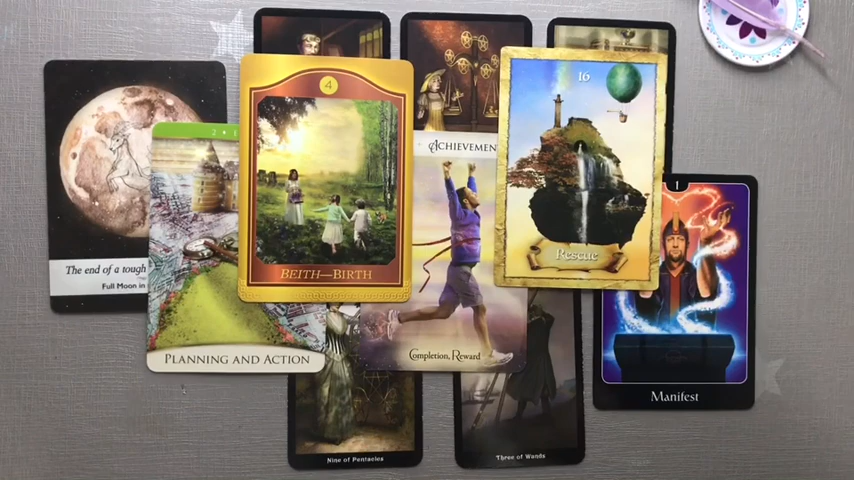 4
16
2 ♦
ACHIEVEMEN
1
Rescue
The end of a tough
BEITH—BIRTH
Full Moon in
PLANNING AND ACTION
Completion, Reward
Manifest
Nine of Pentacles
Three of Wands